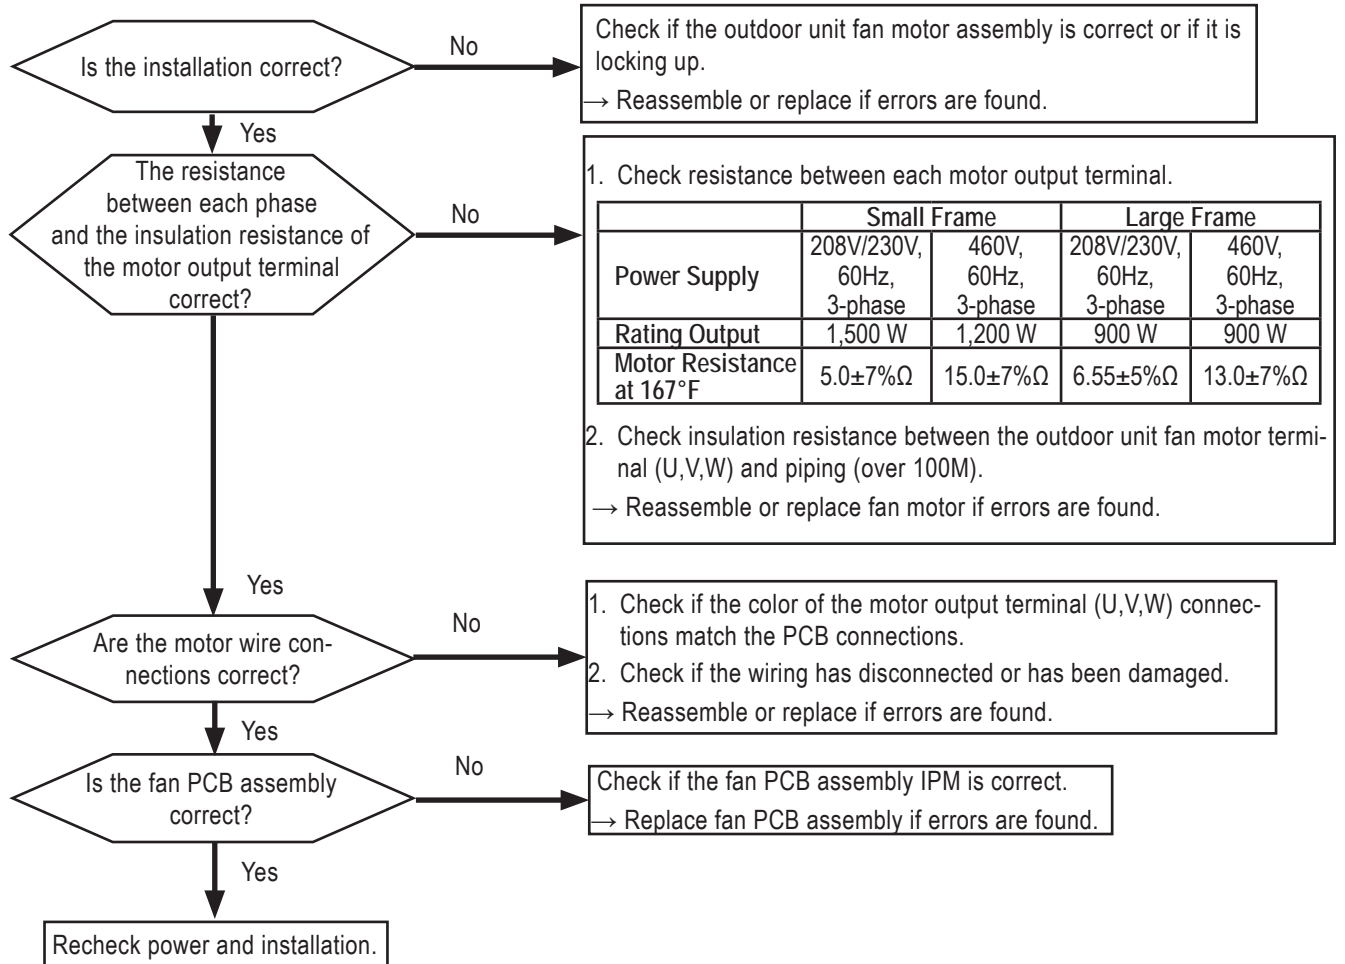 Is the installation correct?
No
Check if the outdoor unit fan motor assembly is correct or if it is
locking up.
→ Reassemble or replace if errors are found.
Yes
The resistance
between each phase
and the insulation resistance of
the motor output terminal
correct?
No
1. Check resistance between each motor output terminal.
Small Frame Large Frame
Power Supply
208V/230V, 460V, 208V/230V, 460V,
60Hz, 60Hz, 60Hz, 60Hz,
3-phase 3-phase 3-phase 3-phase
Rating Output 1,500 W 1,200 W 900 W 900 W
Motor Resistance
at 167°F
5.0±7%Ω 15.0±7%Ω 6.55±5%Ω 13.0±7%Ω
2. Check insulation resistance between the outdoor unit fan motor termi-
nal (U,V,W) and piping (over 100M).
→ Reassemble or replace fan motor if errors are found.
Yes
Are the motor wire con-
nections correct?
No
1. Check if the color of the motor output terminal (U,V,W) connec-
tions match the PCB connections.
2. Check if the wiring has disconnected or has been damaged.
→ Reassemble or replace if errors are found.
Yes
Is the fan PCB assembly
correct?
No
Check if the fan PCB assembly IPM is correct.
→ Replace fan PCB assembly if errors are found.
Yes
Recheck power and installation.